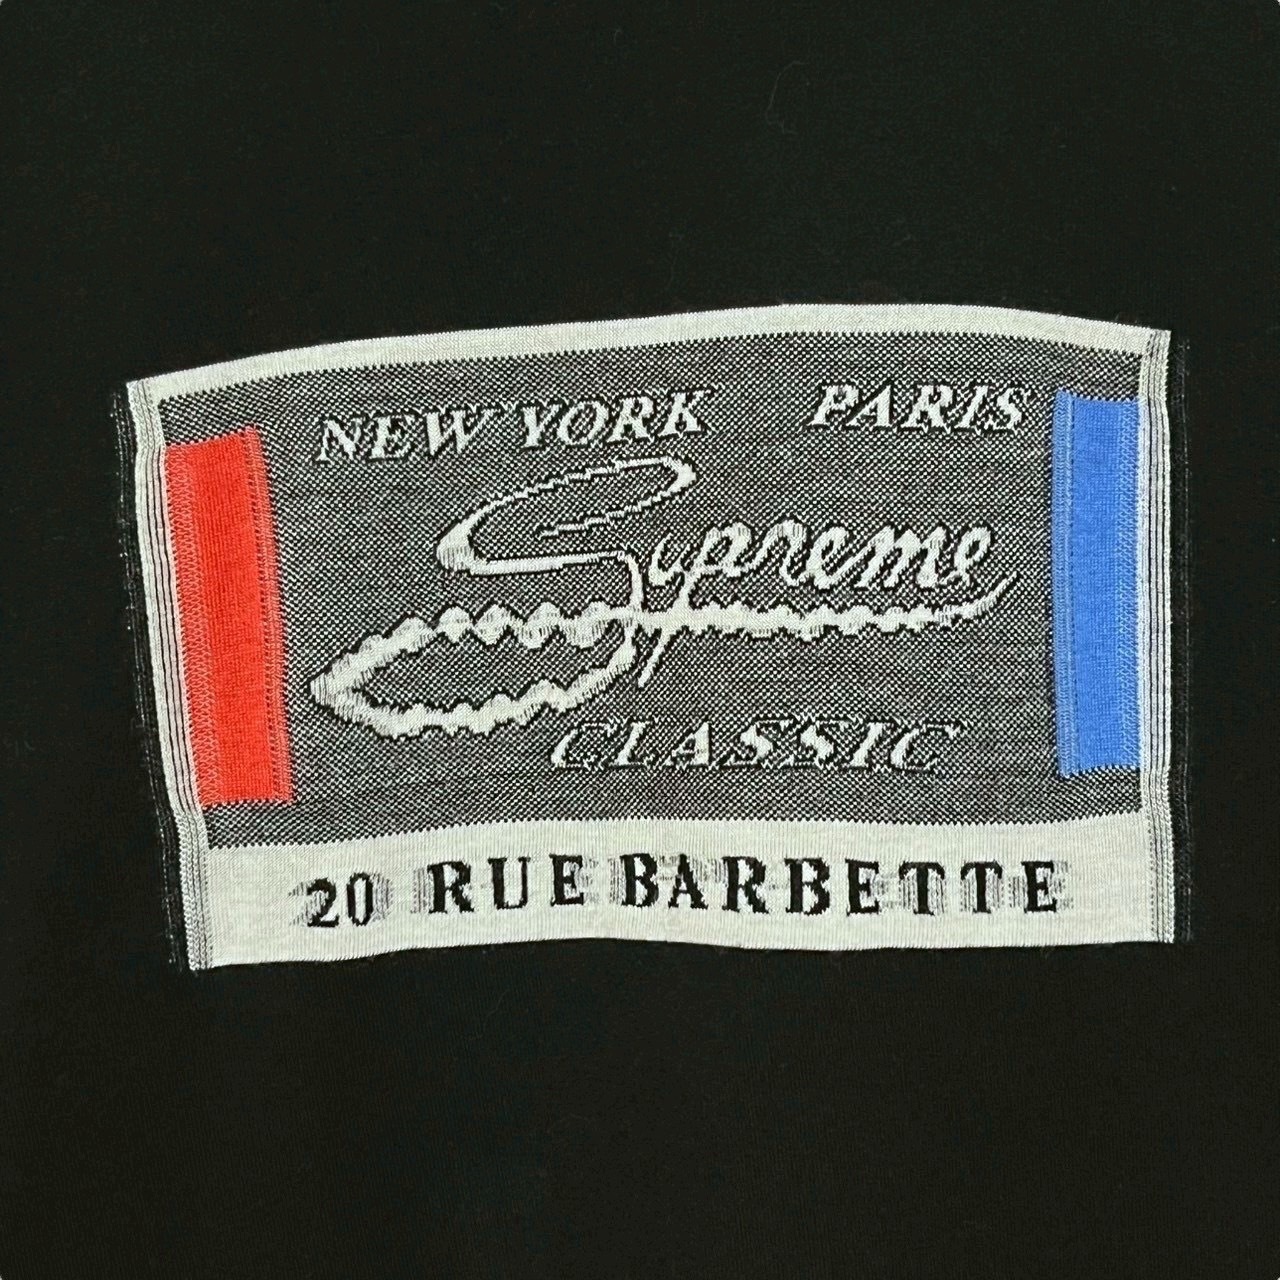 NEW YORK PARIS
Supreme
CLASSIC
20 RUE BARBETTE